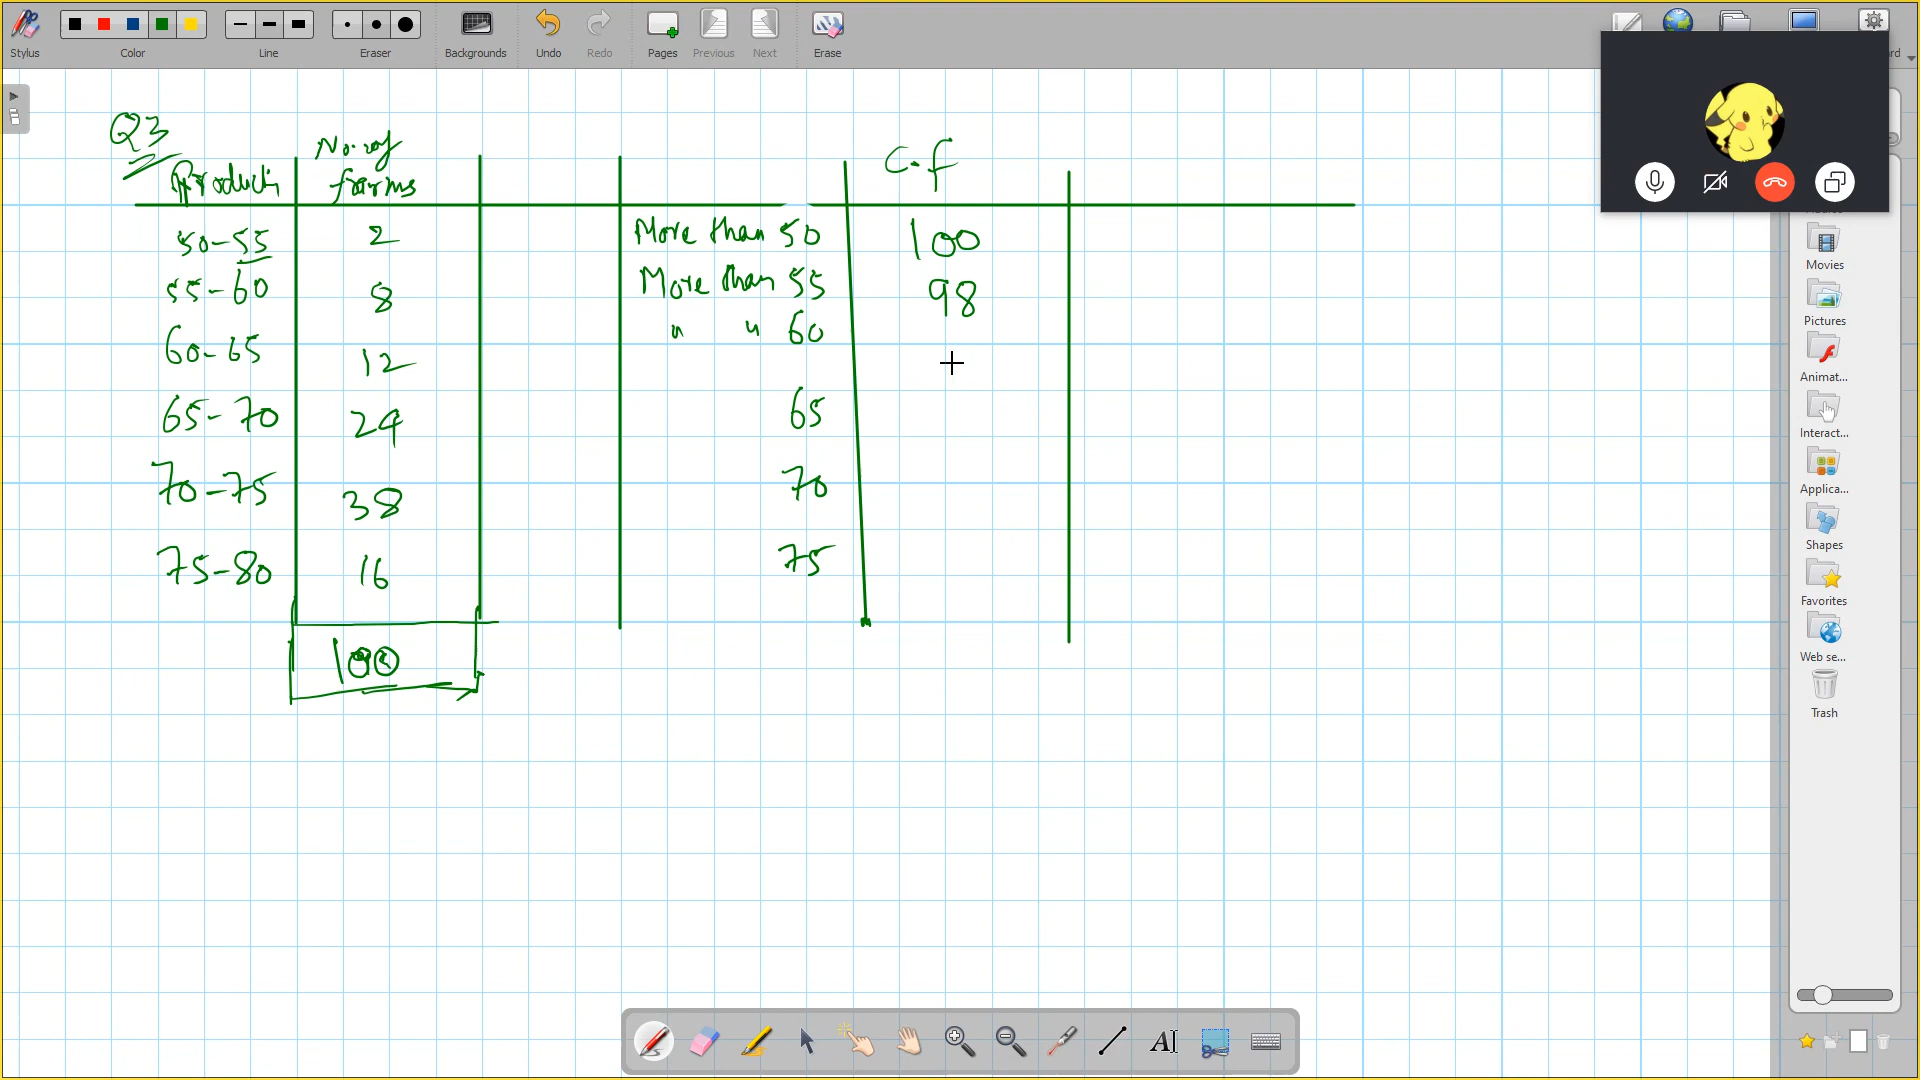 Stylus
Color
Line
Eraser
Backgrounds
Undo
Redo
Pages
Previous
Next
Erase
rd
Q3
No. of
farms
C.f
50-55 2 More than 50 100
55-60 8 More than 55 98
60-65 12 " " 60
65-70 24 65
70-75 38 70
75-80 16 75
100
Movies
Pictures
Animat...
Interact...
Applica...
Shapes
Favorites
Web se...
Trash
AI